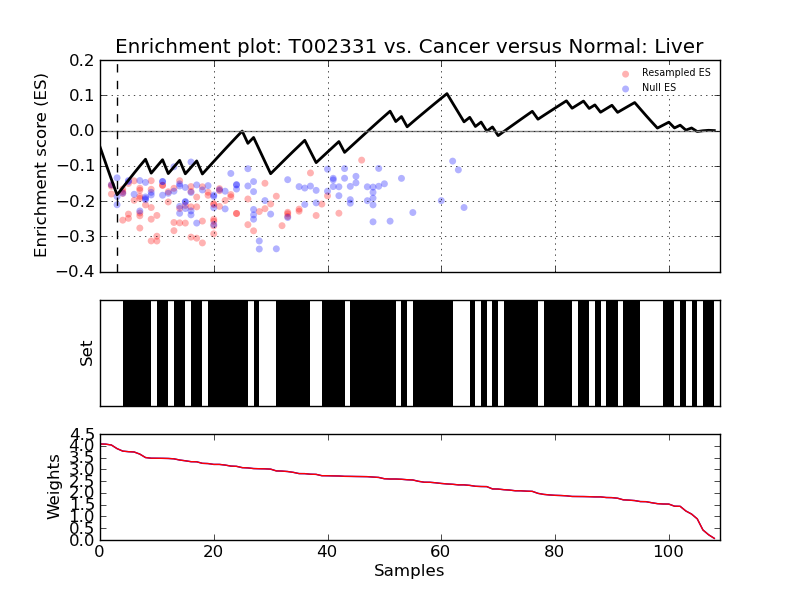 Enrichment plot: T002331 vs. Cancer versus Normal: Liver
Enrichment score (ES)
0.2
0.1
0.0
−0.1
−0.2
−0.3
−0.4
Resampled ES
Null ES
Set
Weights
4.5
4.0
3.5
3.0
2.5
2.0
1.5
1.0
0.5
0.0
0 20 40 60 80 100
Samples